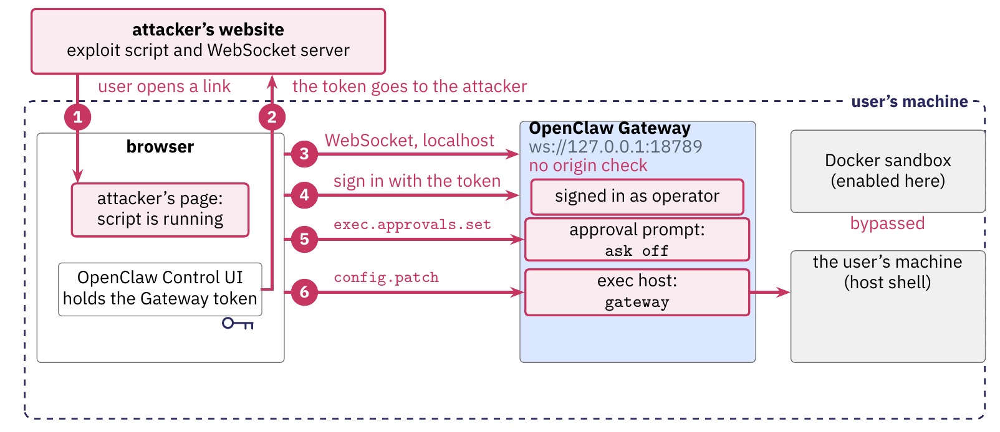 attacker’s website
exploit script and WebSocket server
user opens a link
the token goes to the attacker
user’s machine
1
2
browser
attacker’s page:
script is running
OpenClaw Control UI
holds the Gateway token
3
WebSocket, localhost
4
sign in with the token
5
exec.approvals.set
6
config.patch
OpenClaw Gateway
ws://127.0.0.1:18789
no origin check
signed in as operator
approval prompt:
ask off
exec host:
gateway
Docker sandbox
(enabled here)
bypassed
the user’s machine
(host shell)